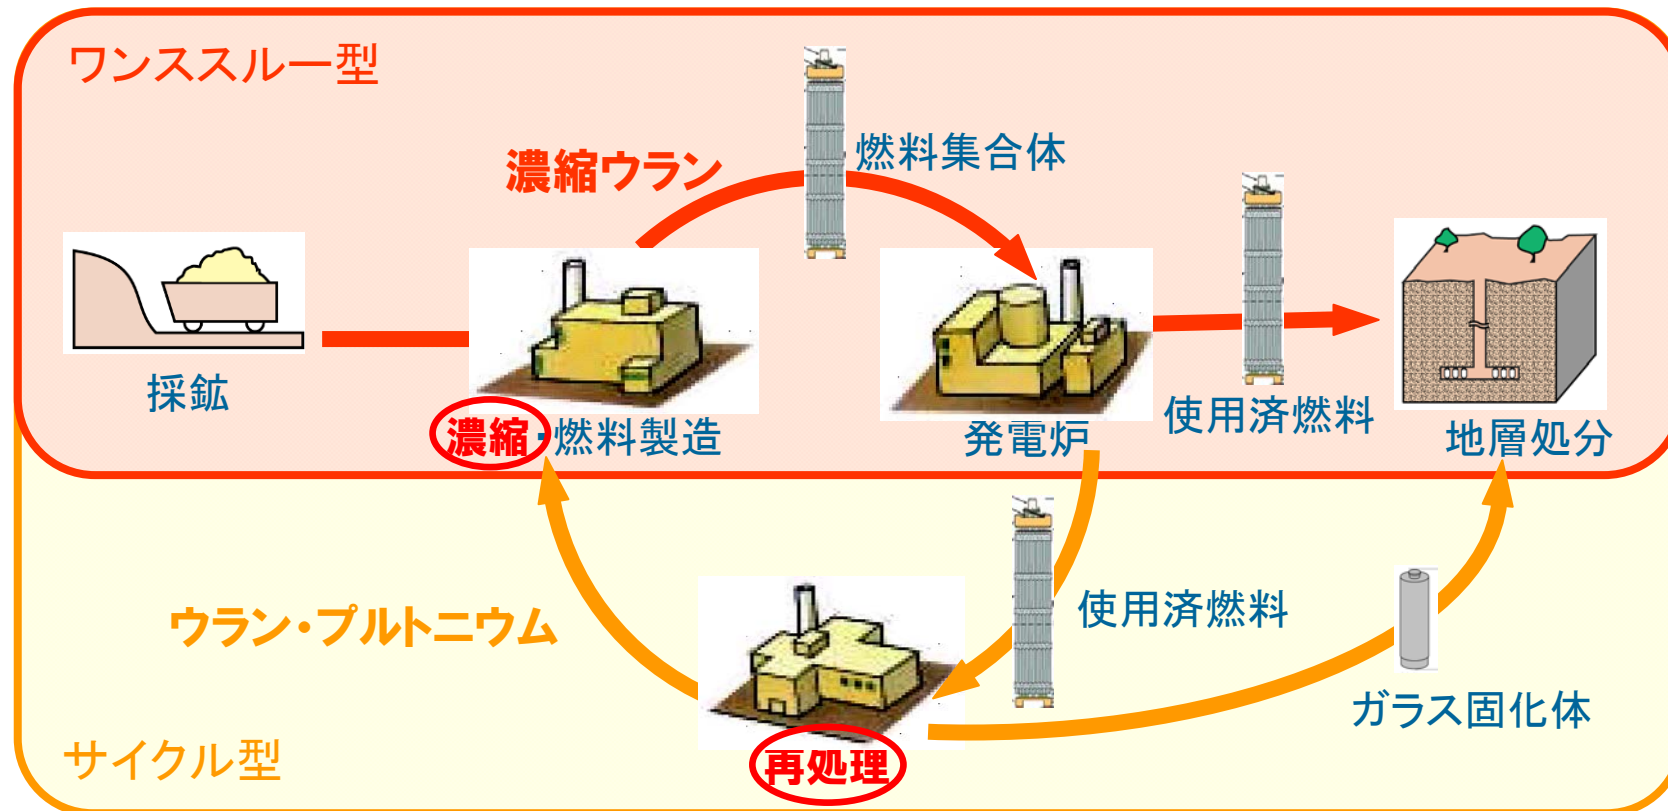 ワンススルー型
燃料集合体
濃縮ウラン
採鉱
濃縮・燃料製造
発電炉
使用済燃料
地層処分
ウラン・プルトニウム
使用済燃料
ガラス固化体
サイクル型
再処理